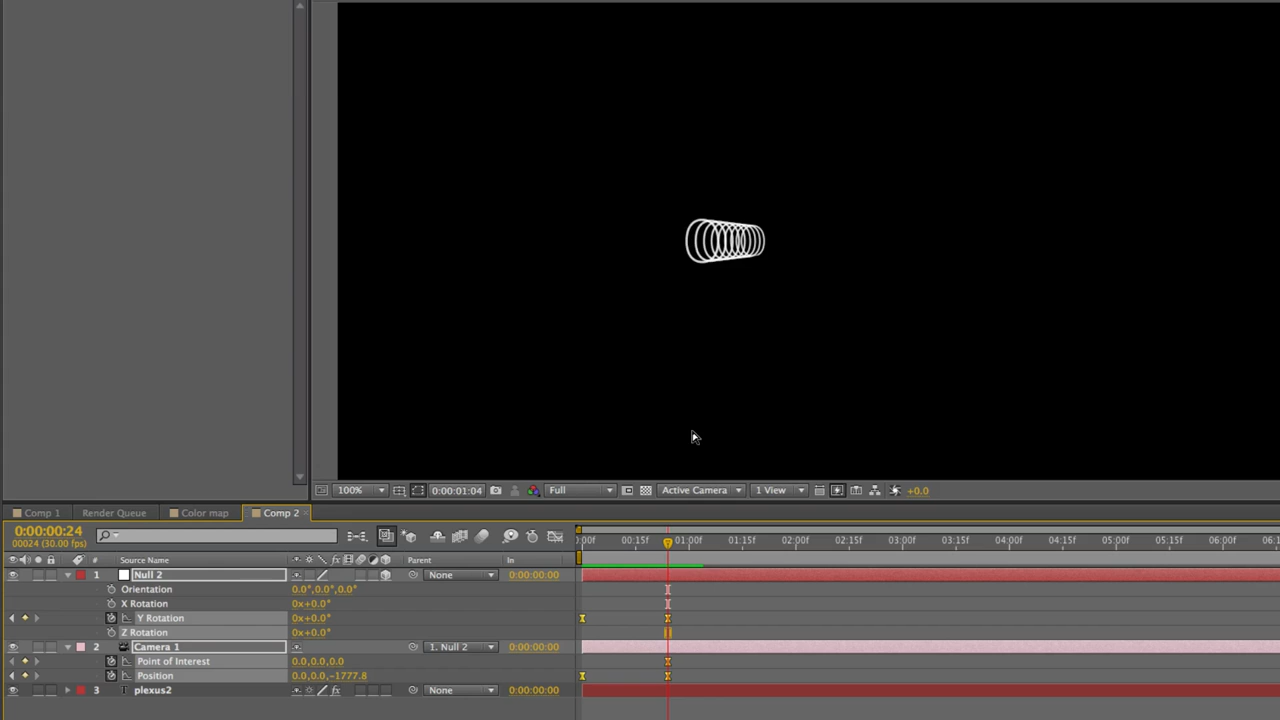 100% 0:00:01:04 Full Active Camera 1 View +0.0
Comp 1 Render Queue Color map Comp 2 ×
0:00:00:24
00024 (30.00 fps)
:00f 00:15f 01:00f 01:15f 02:00f 02:15f 03:00f 03:15f 04:00f 04:15f 05:00f 05:15f 06:00f 06:1
# Source Name fx Parent In
1 Null 2 None 0:00:00:00
Orientation 0.0°,0.0°,0.0°
X Rotation 0x+0.0°
Y Rotation 0x+0.0°
Z Rotation 0x+0.0°
2 Camera 1 1. Null 2 0:00:00:00
Point of Interest 0.0,0.0,0.0
Position 0.0,0.0,-1777.8
3 T plexus2 fx None 0:00:00:00